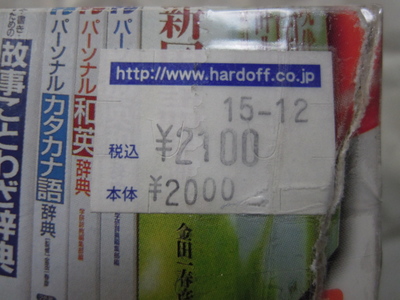 http://www.hardoff.co.jp
15-12
税込 ¥2100
本体 ¥2000
故事ことわざ辞典
パーソナルカタカナ語辞典
パーソナル和英辞典
パーソナル
金田一春彦